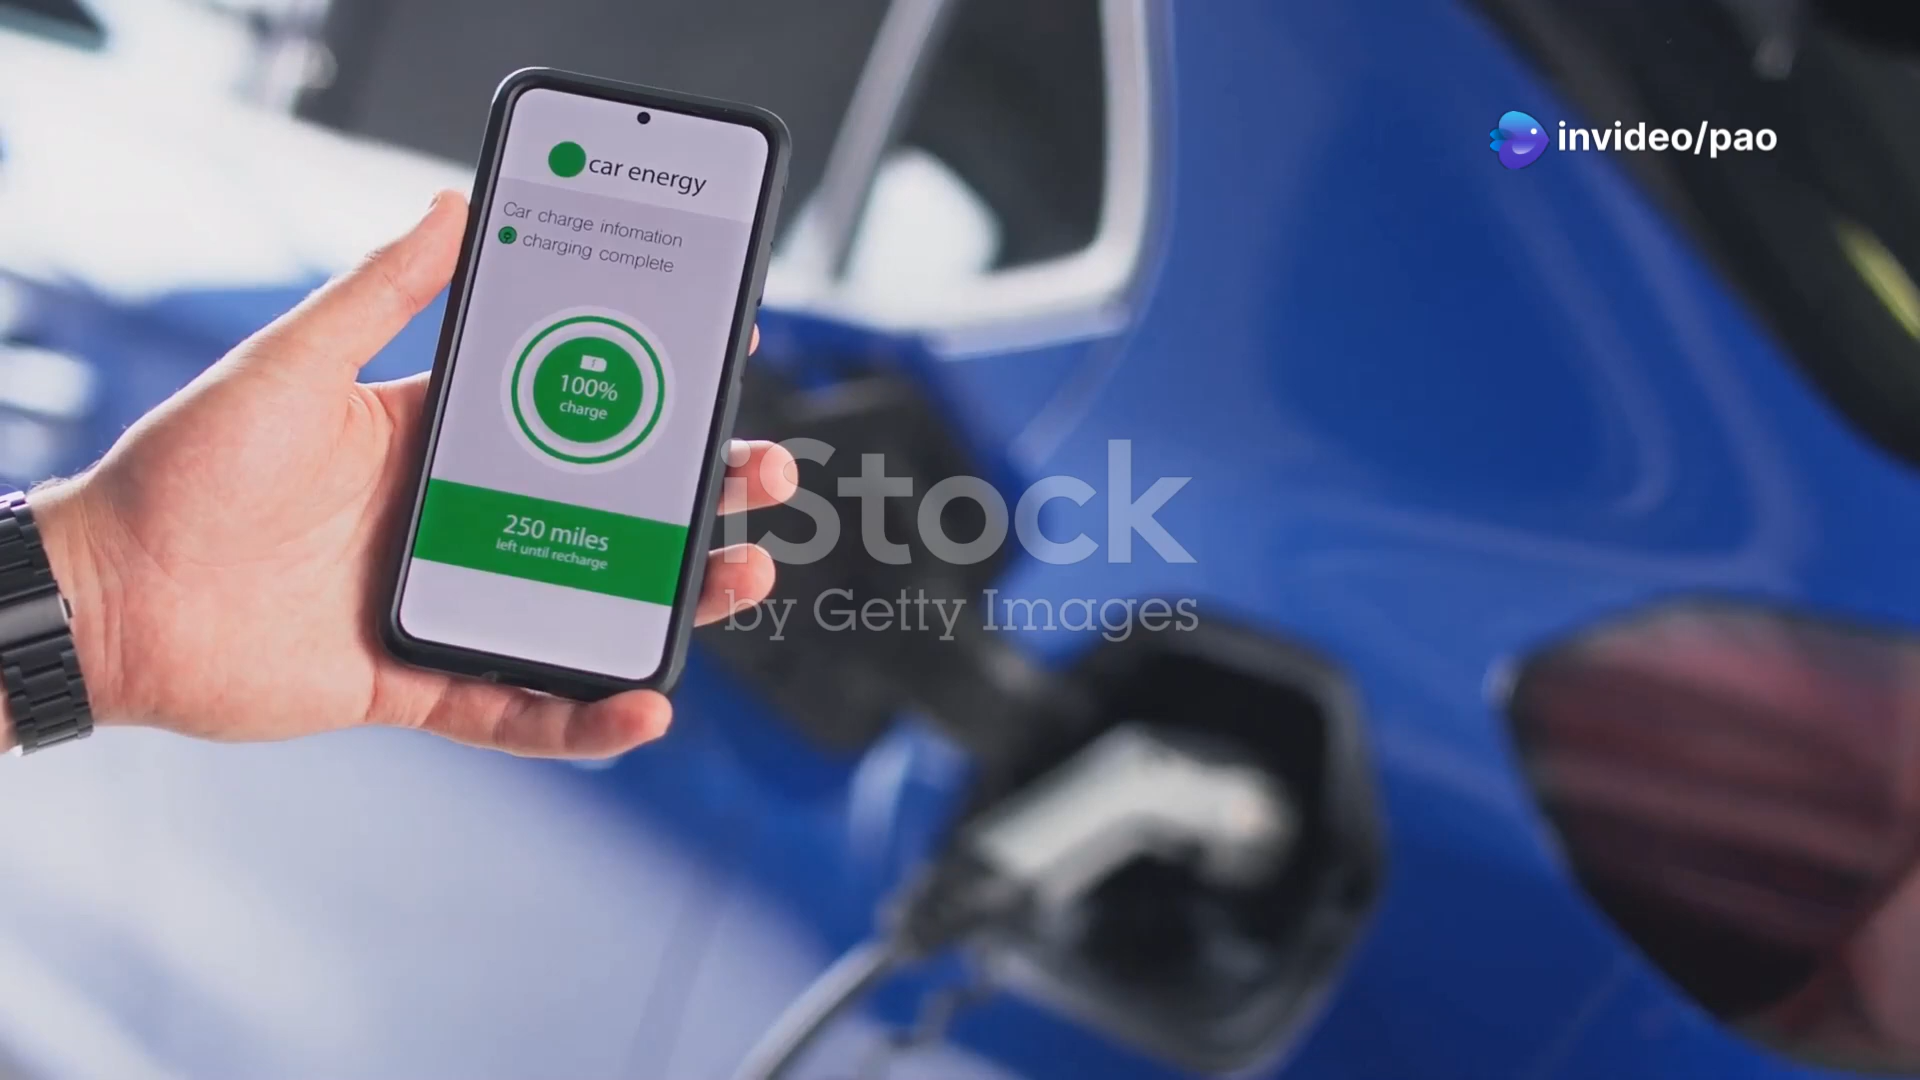 invideo/pao
car energy
Car charge infomation
charging complete
100%
charge
250 miles
left until recharge
iStock
by Getty Images